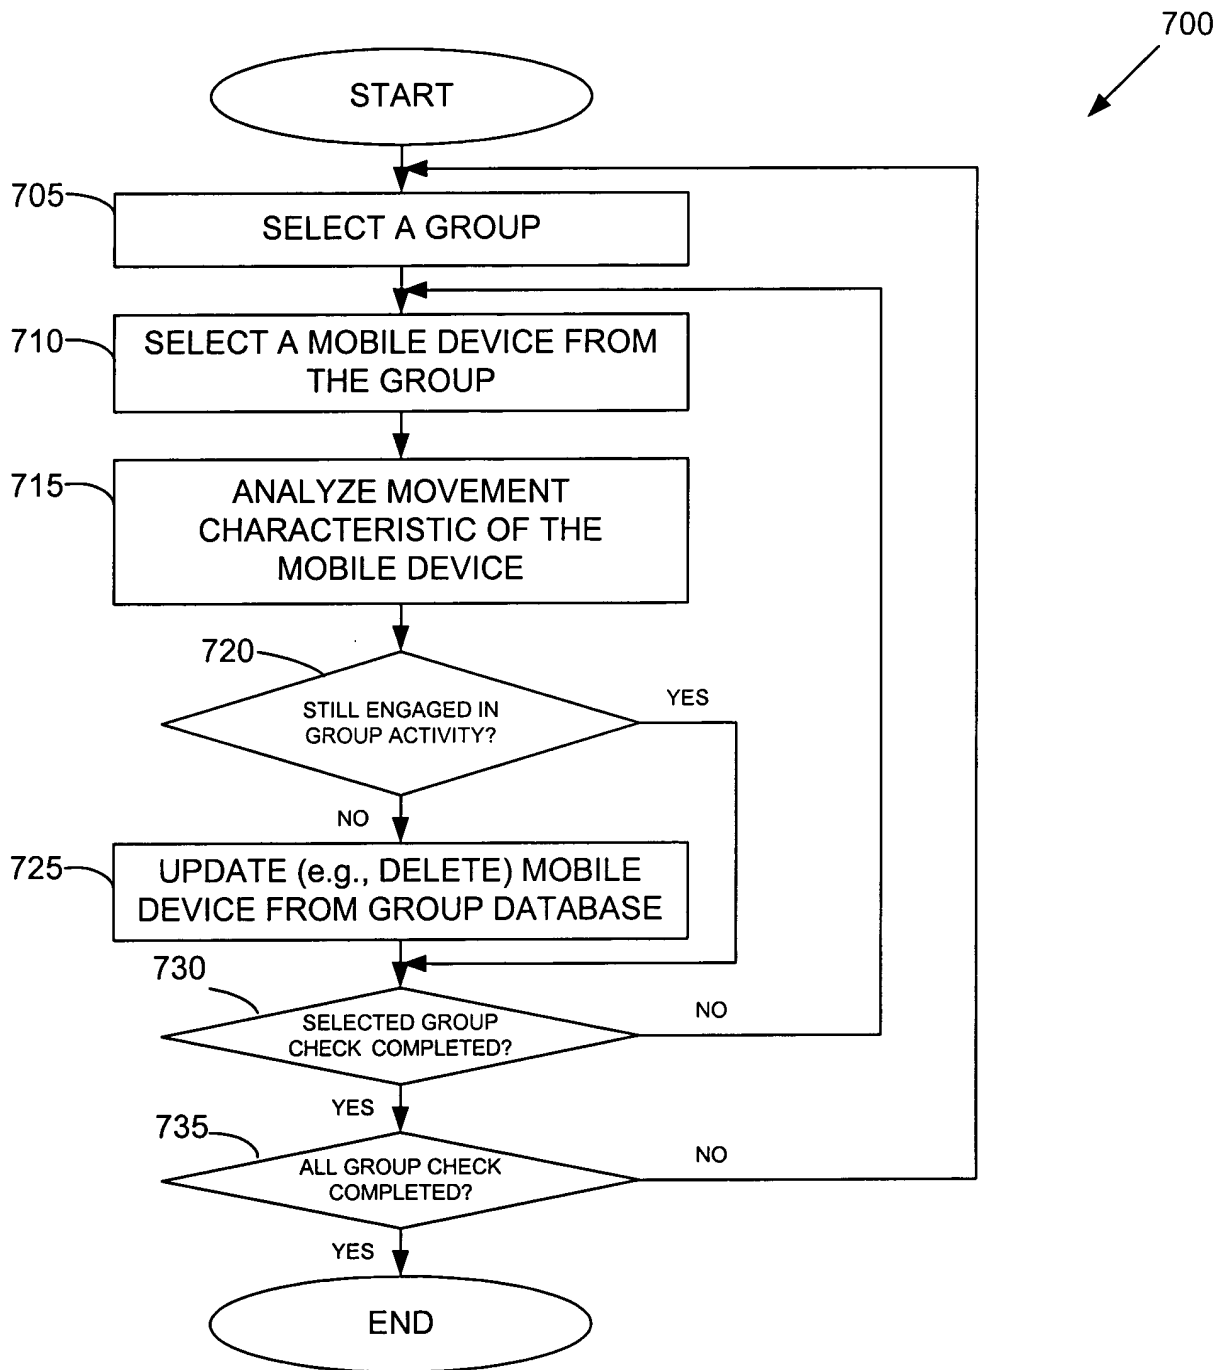 700
START
705
SELECT A GROUP
710
SELECT A MOBILE DEVICE FROM
THE GROUP
715
ANALYZE MOVEMENT
CHARACTERISTIC OF THE
MOBILE DEVICE
720
STILL ENGAGED IN
GROUP ACTIVITY?
YES
NO
725
UPDATE (e.g., DELETE) MOBILE
DEVICE FROM GROUP DATABASE
730
SELECTED GROUP
CHECK COMPLETED?
NO
YES
735
ALL GROUP CHECK
COMPLETED?
NO
YES
END